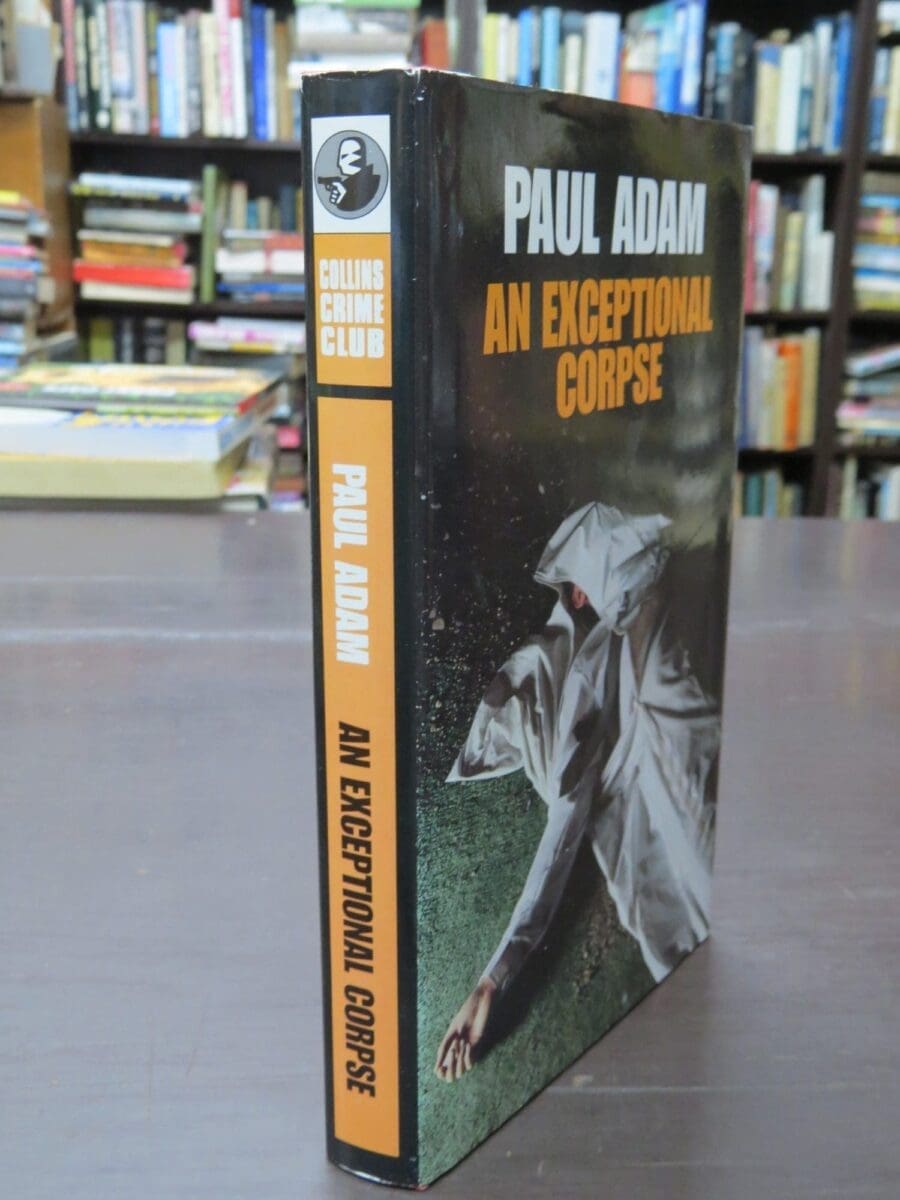 COLLINS
CRIME
CLUB
PAUL ADAM
AN EXCEPTIONAL CORPSE
PAUL ADAM
AN EXCEPTIONAL
CORPSE